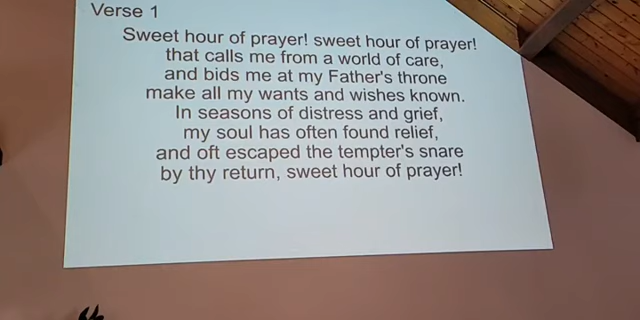 Verse 1
Sweet hour of prayer! sweet hour of prayer!
that calls me from a world of care,
and bids me at my Father's throne
make all my wants and wishes known.
In seasons of distress and grief,
my soul has often found relief,
and oft escaped the tempter's snare
by thy return, sweet hour of prayer!